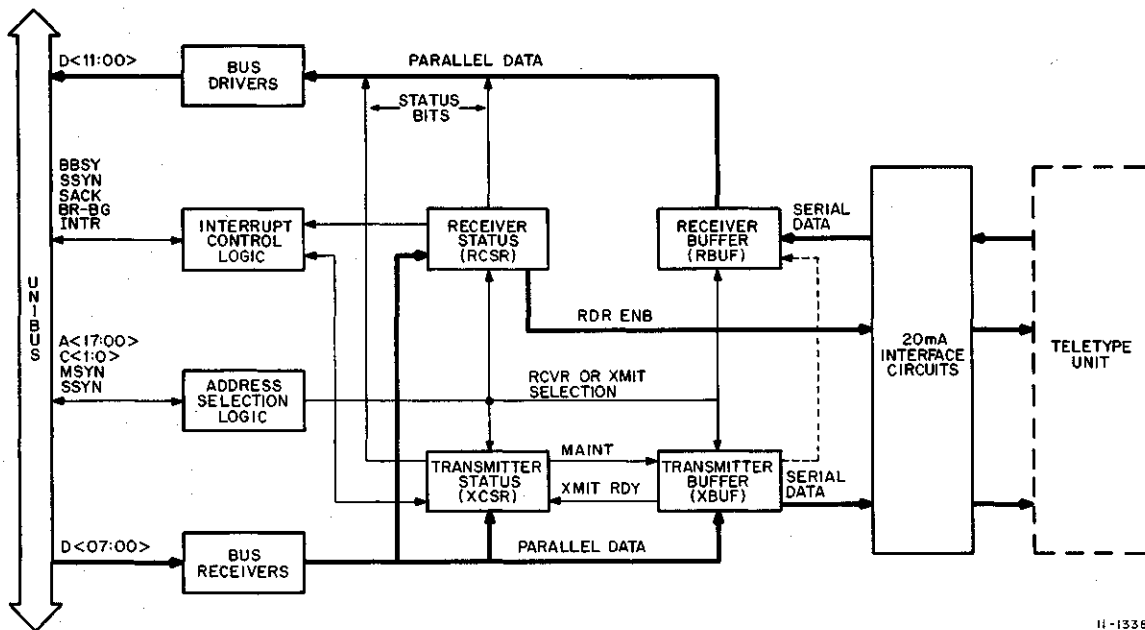 D<11:00>
BUS
DRIVERS
PARALLEL DATA
STATUS
BITS
BBSY
SSYN
SACK
BR-BG
INTR
INTERRUPT
CONTROL
LOGIC
RECEIVER
STATUS
(RCSR)
RECEIVER
BUFFER
(RBUF)
SERIAL
DATA
UNIBUS
RDR ENB
20mA
INTERFACE
CIRCUITS
TELETYPE
UNIT
A<17:00>
C<1:0>
MSYN
SSYN
ADDRESS
SELECTION
LOGIC
RCVR OR XMIT
SELECTION
TRANSMITTER
STATUS
(XCSR)
MAINT
XMIT RDY
TRANSMITTER
BUFFER
(XBUF)
SERIAL
DATA
D<07:00>
BUS
RECEIVERS
PARALLEL DATA
11-1336